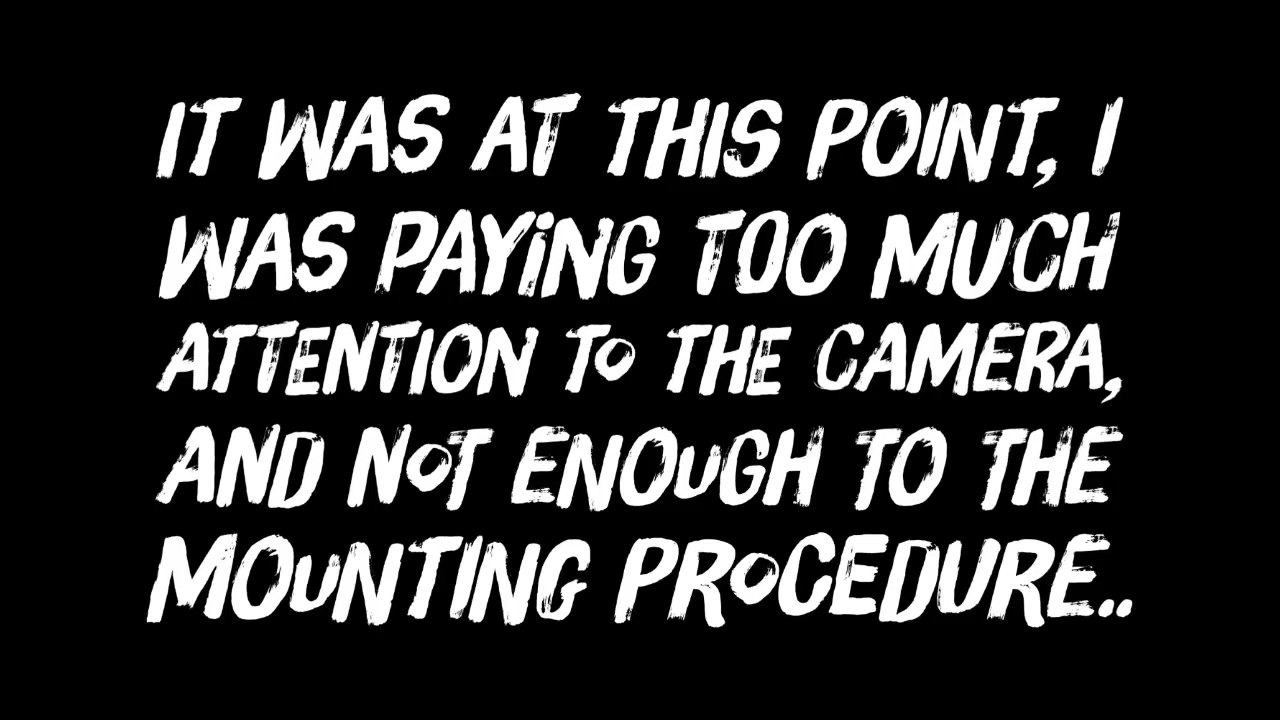 IT WAS AT THIS POINT, I
WAS PAYING TOO MUCH
ATTENTION TO THE CAMERA,
AND NOT ENOUGH TO THE
MOUNTING PROCEDURE..